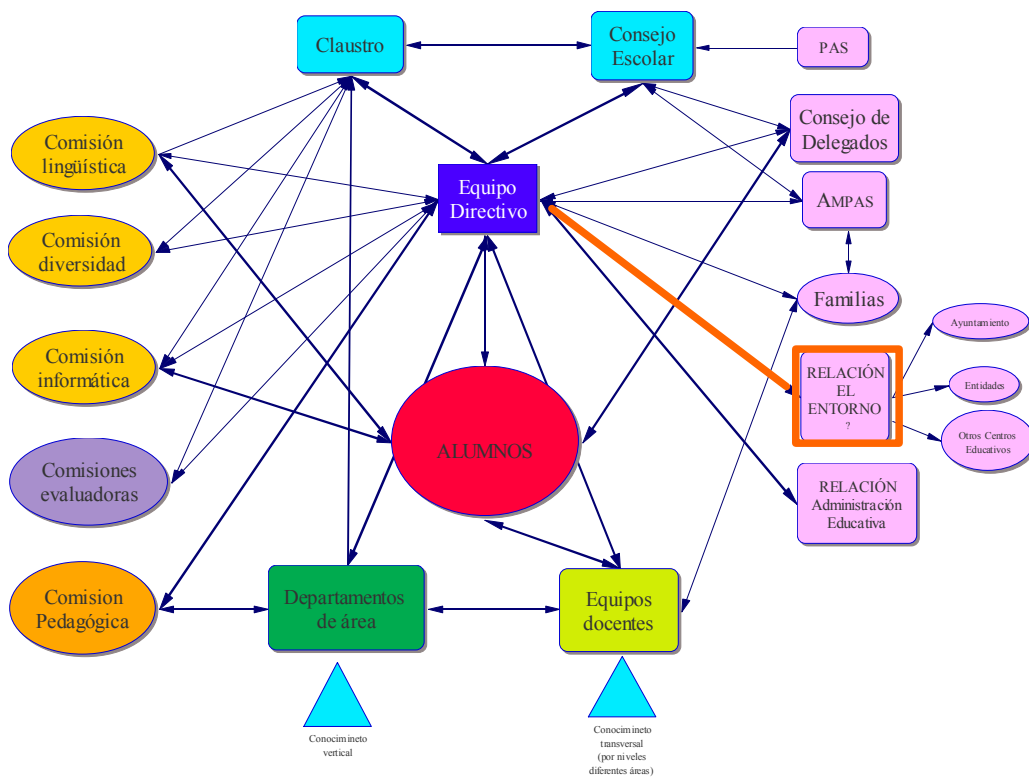 Claustro
Consejo
Escolar
PAS
Comisión
lingüística
Consejo de
Delegados
Equipo
Directivo
AMPAS
Comisión
diversidad
Familias
Ayuntamiento
Comisión
informática
RELACIÓN
EL
ENTORNO
?
Entidades
Otros Centros
Educativos
ALUMNOS
Comisiones
evaluadoras
RELACIÓN
Administración
Educativa
Comision
Pedagógica
Departamentos
de área
Equipos
docentes
Conocimineto
vertical
Conocimineto
transversal
(por niveles
diferentes áreas)